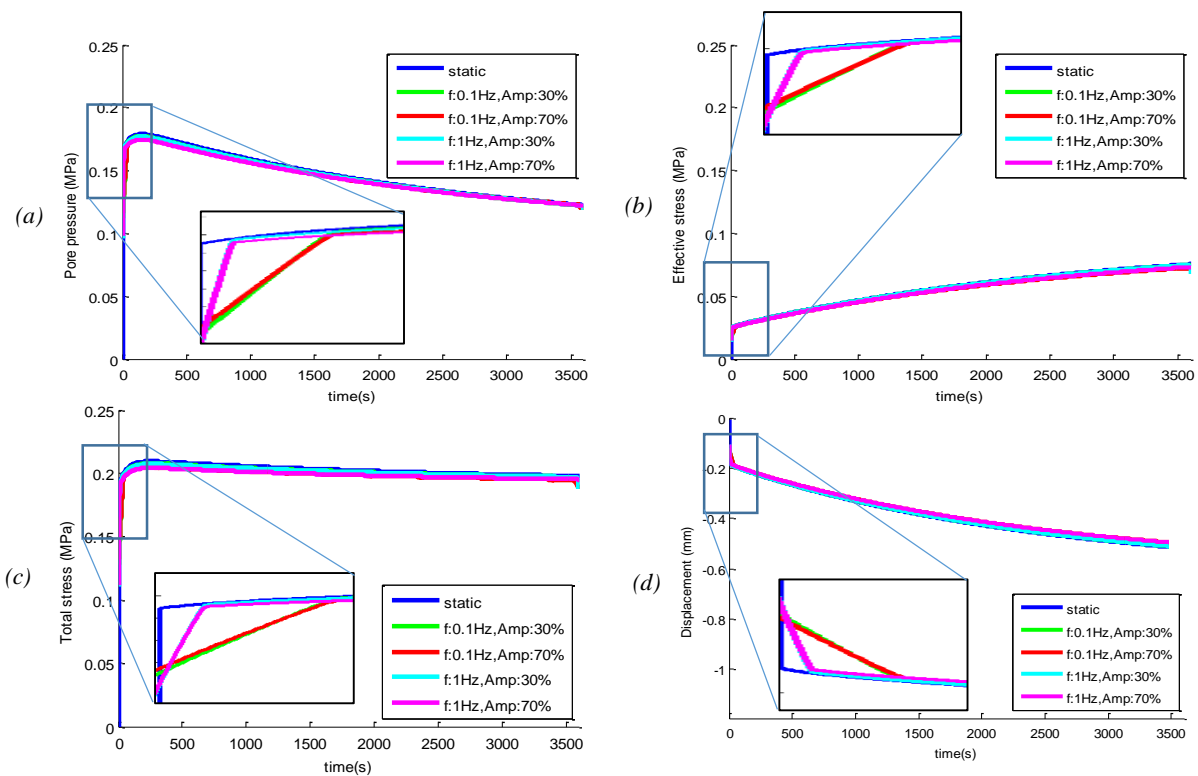 (a)
Pore pressure (MPa)
0.25
0.2
0.15
0.1
0.05
0
0 500 1000 1500 2000 2500 3000 3500
time(s)
static
f:0.1Hz,Amp:30%
f:0.1Hz,Amp:70%
f:1Hz,Amp:30%
f:1Hz,Amp:70%
(b)
Effective stress (MPa)
0.25
0.2
0.15
0.1
0.05
0
0 500 1000 1500 2000 2500 3000 3500
time(s)
static
f:0.1Hz,Amp:30%
f:0.1Hz,Amp:70%
f:1Hz,Amp:30%
f:1Hz,Amp:70%
(c)
Total stress (MPa)
0.25
0.2
0.15
0.1
0.05
0
0 500 1000 1500 2000 2500 3000 3500
time(s)
static
f:0.1Hz,Amp:30%
f:0.1Hz,Amp:70%
f:1Hz,Amp:30%
f:1Hz,Amp:70%
(d)
Displacement (mm)
0
-0.2
-0.4
-0.6
-0.8
-1
0 500 1000 1500 2000 2500 3000 3500
time(s)
static
f:0.1Hz,Amp:30%
f:0.1Hz,Amp:70%
f:1Hz,Amp:30%
f:1Hz,Amp:70%